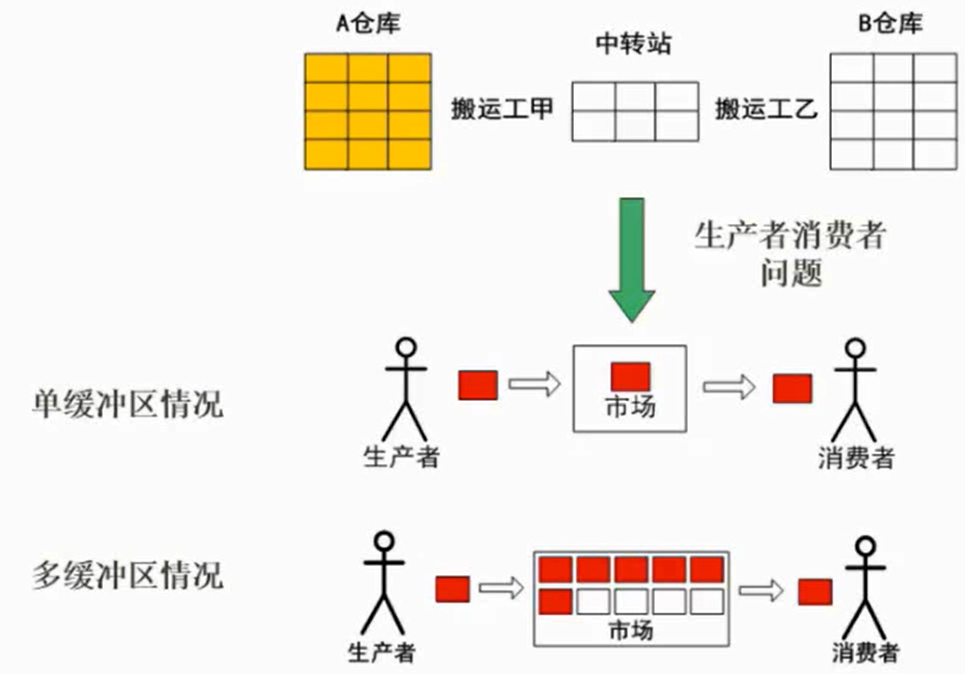 A仓库
中转站
B仓库
搬运工甲
搬运工乙
生产者消费者
问题
单缓冲区情况
市场
生产者
消费者
多缓冲区情况
市场
生产者
消费者